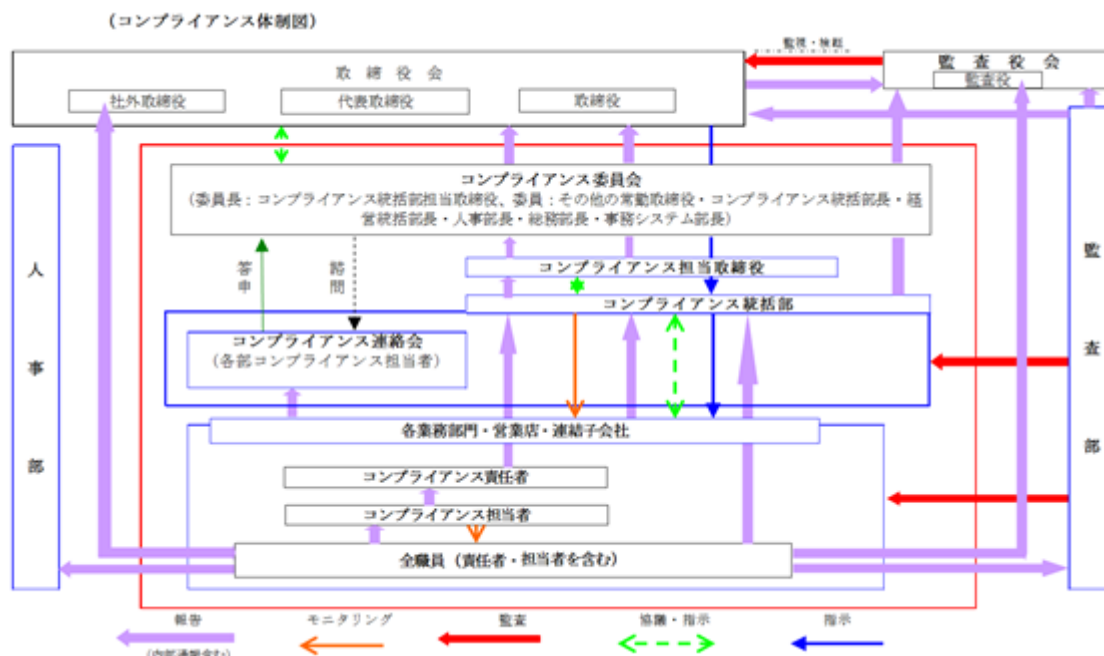 (コンプライアンス体制図)
取締役会
社外取締役
代表取締役
取締役
監視・検証
監査役会
監査役
人事部
監査部
コンプライアンス委員会
(委員長:コンプライアンス統括部担当取締役、委員:その他の常勤取締役・コンプライアンス統括部長・経
営統括部長・人事部長・総務部長・事務システム部長)
答申
諮問
コンプライアンス担当取締役
コンプライアンス統括部
コンプライアンス連絡会
(各部コンプライアンス担当者)
各業務部門・営業店・連結子会社
コンプライアンス責任者
コンプライアンス担当者
全職員(責任者・担当者を含む)
報告
(内部通報含む)
モニタリング
監査
協議・指示
指示